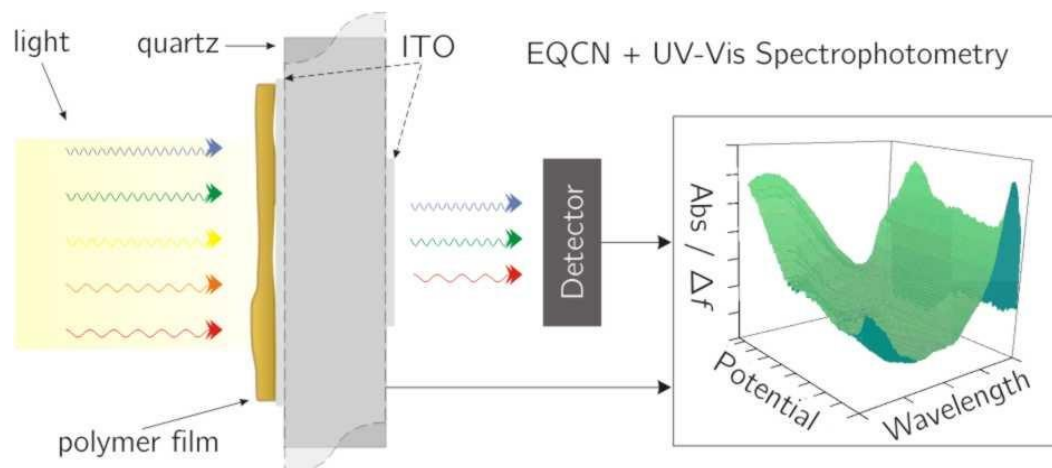 light
quartz
ITO
EQCN + UV-Vis Spectrophotometry
polymer film
Detector
Abs / Δf
Potential
Wavelength